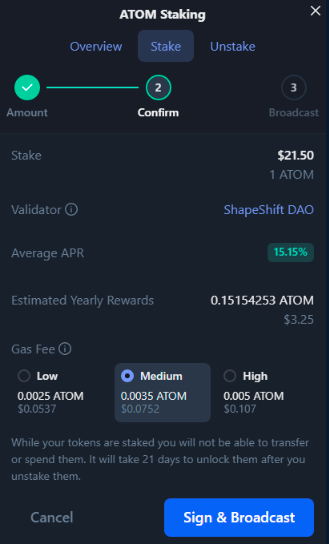 ATOM Staking
Overview Stake Unstake
2 3
Amount Confirm Broadcast
Stake $21.50
1 ATOM
Validator ShapeShift DAO
Average APR 15.15%
Estimated Yearly Rewards 0.15154253 ATOM
$3.25
Gas Fee
Low Medium High
0.0025 ATOM 0.0035 ATOM 0.005 ATOM
$0.0537 $0.0752 $0.107
While your tokens are staked you will not be able to transfer
or spend them. It will take 21 days to unlock them after you
unstake them.
Cancel Sign & Broadcast